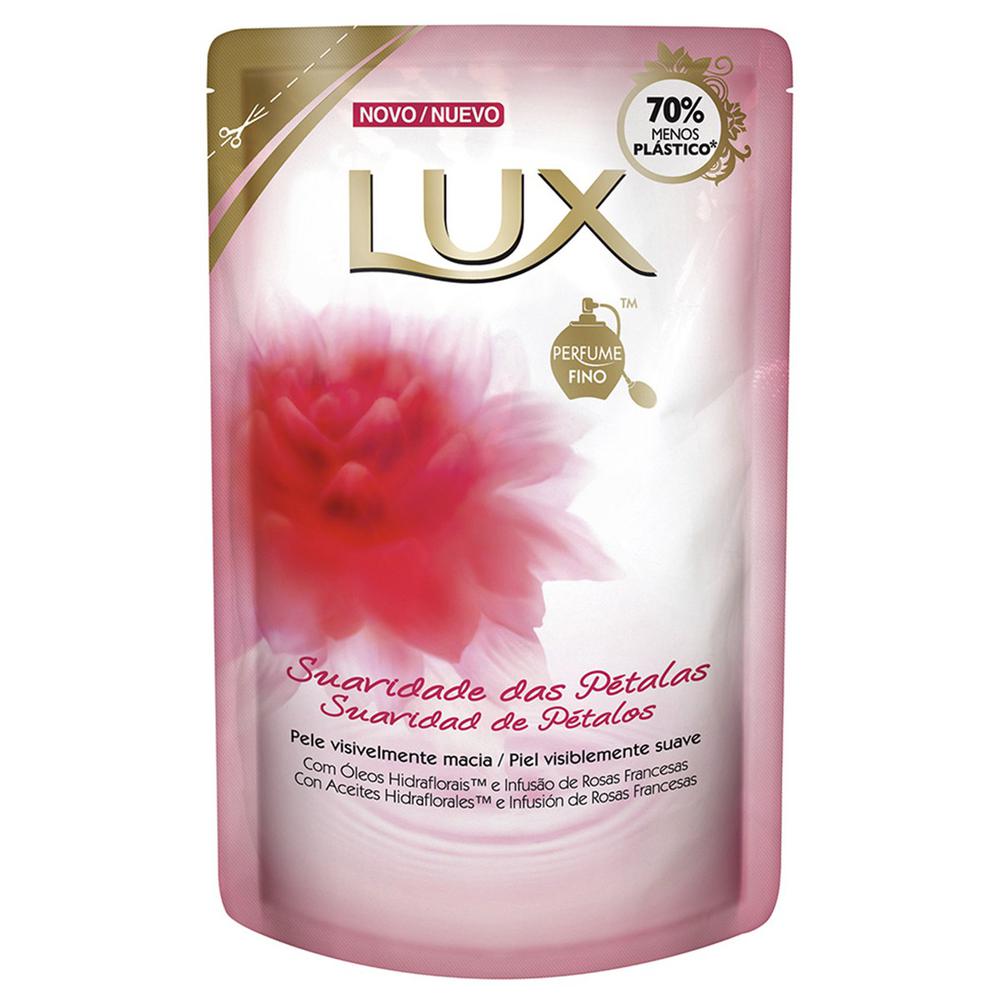 NOVO / NUEVO
70%
MENOS
PLÁSTICO*
LUX
TM
PERFUME
FINO
Suavidade das Pétalas
Suavidad de Pétalos
Pele visivelmente macia / Piel visiblemente suave
Com Óleos Hidraflorais™ e Infusão de Rosas Francesas
Con Aceites Hidraflorales™ e Infusión de Rosas Francesas